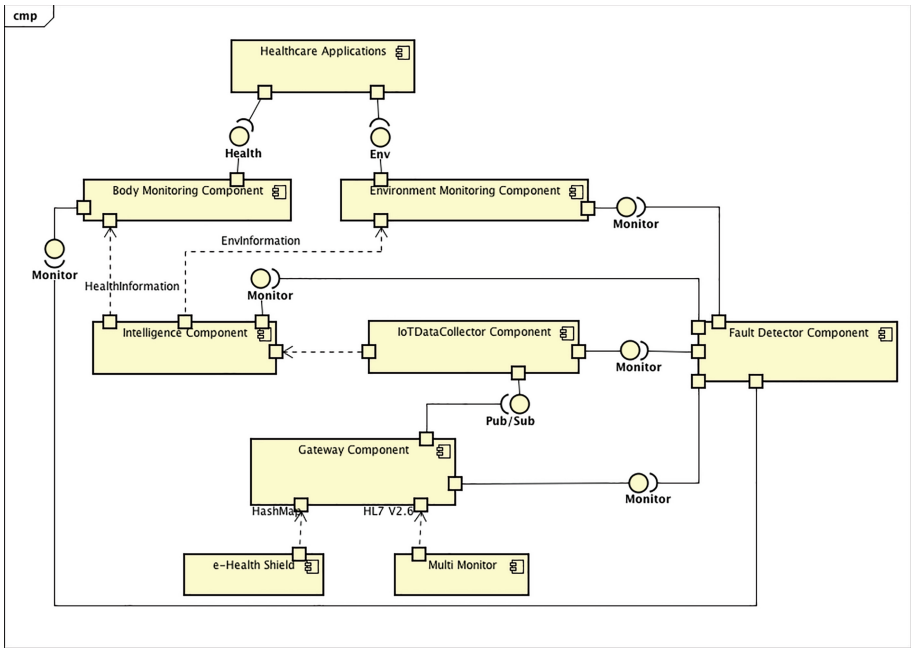 cmp
Healthcare Applications
Health
Env
Body Monitoring Component
Environment Monitoring Component
Monitor
EnvInformation
Monitor
HealthInformation
Monitor
Intelligence Component
IoTDataCollector Component
Fault Detector Component
Monitor
Pub/Sub
Gateway Component
Monitor
HashMap
HL7 V2.6
e-Health Shield
Multi Monitor